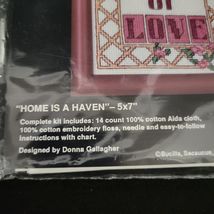 OF
LOVE
"HOME IS A HAVEN"– 5x7"
Complete kit includes: 14 count 100% cotton Aida cloth,
100% cotton embroidery floss, needle and easy-to-follow
instructions with chart.
Designed by Donna Gallagher
©Bucilla, Secaucus